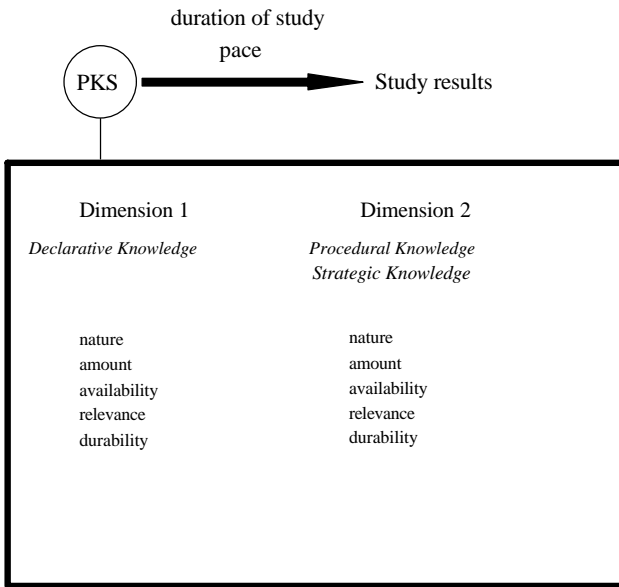 duration of study
pace
PKS
Study results
Dimension 1
Declarative Knowledge
nature
amount
availability
relevance
durability
Dimension 2
Procedural Knowledge
Strategic Knowledge
nature
amount
availability
relevance
durability